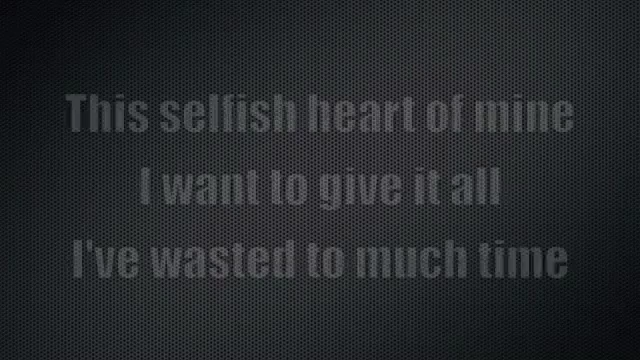 This selfish heart of mine
I want to give it all
I've wasted to much time